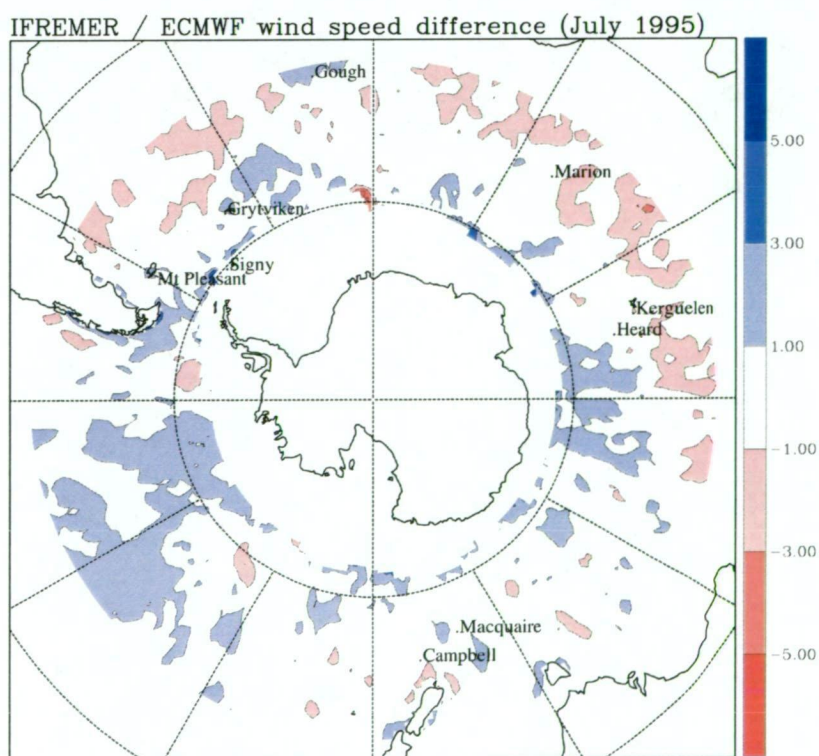 IFREMER / ECMWF wind speed difference (July 1995)
.Gough
.Marion
5.00
Grytviken
3.00
.Signy
Mt Pleasant
Kerguelen
.Heard
1.00
-1.00
-3.00
.Macquaire
-5.00
.Campbell